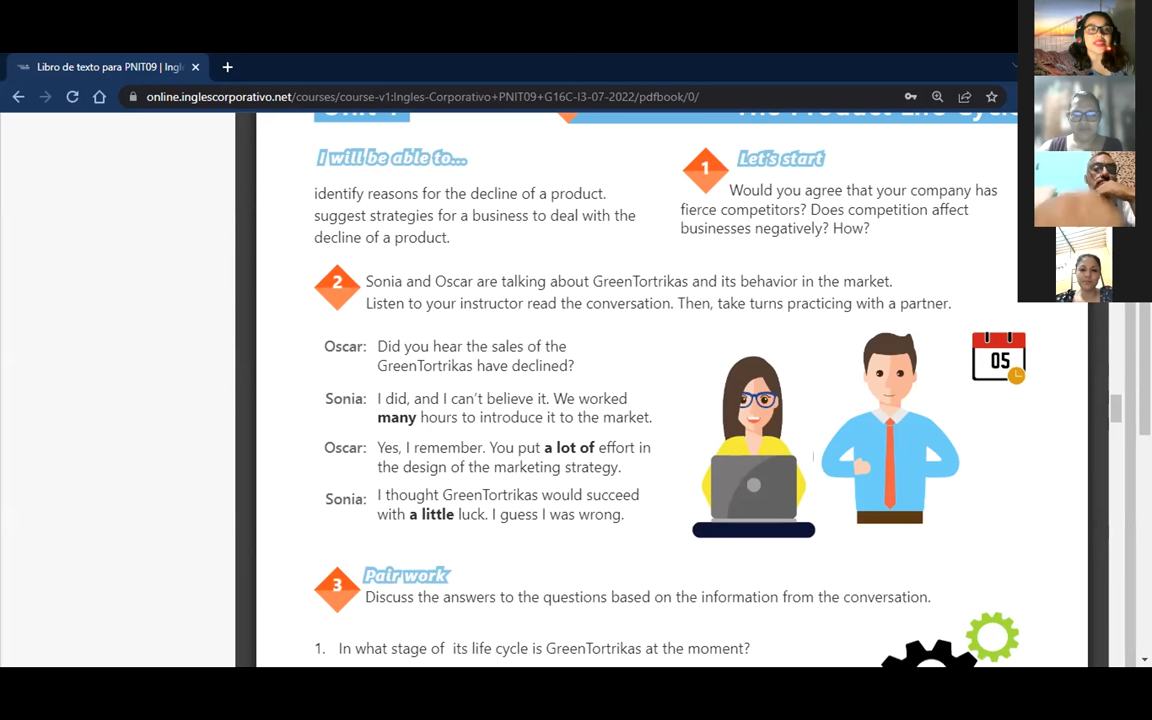 Libro de texto para PNIT09 | Ingl
online.inglescorporativo.net/courses/course-v1:Ingles-Corporativo+PNIT09+G16C-I3-07-2022/pdfbook/0/
The Product Life
I will be able to...
identify reasons for the decline of a product.
suggest strategies for a business to deal with the
decline of a product.
1
Let's start
Would you agree that your company has
fierce competitors? Does competition affect
businesses negatively? How?
2
Sonia and Oscar are talking about GreenTortrikas and its behavior in the market.
Listen to your instructor read the conversation. Then, take turns practicing with a partner.
Oscar: Did you hear the sales of the
GreenTortrikas have declined?
Sonia: I did, and I can't believe it. We worked
many hours to introduce it to the market.
Oscar: Yes, I remember. You put a lot of effort in
the design of the marketing strategy.
Sonia: I thought GreenTortrikas would succeed
with a little luck. I guess I was wrong.
05
3
Pair work
Discuss the answers to the questions based on the information from the conversation.
1. In what stage of its life cycle is GreenTortrikas at the moment?